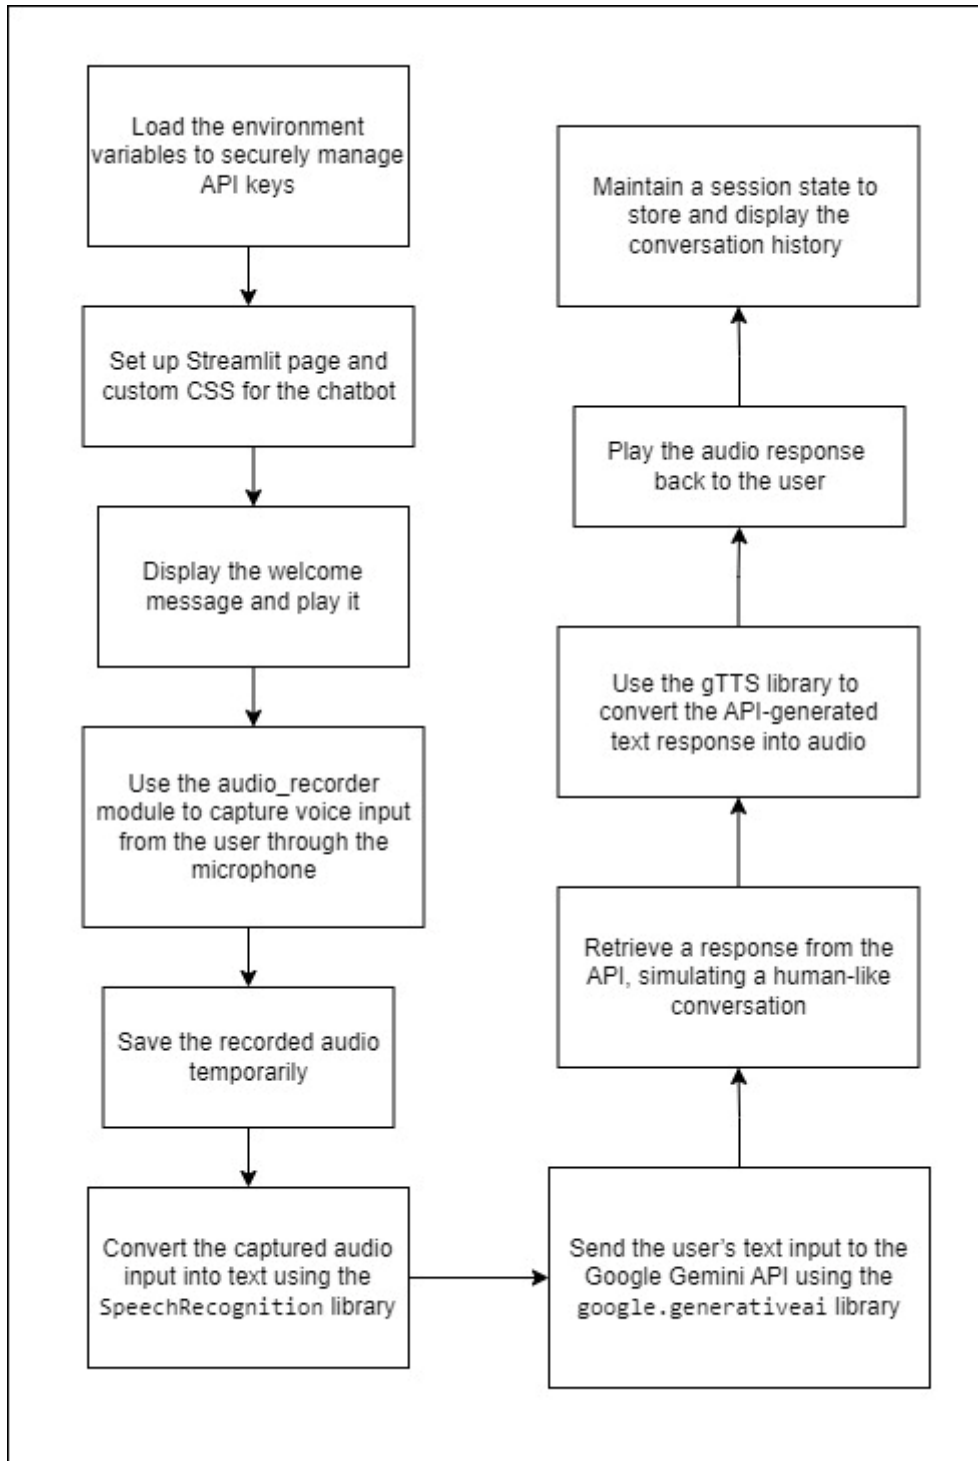 Load the environment
variables to securely manage
API keys
Set up Streamlit page and
custom CSS for the chatbot
Display the welcome
message and play it
Use the audio_recorder
module to capture voice input
from the user through the
microphone
Save the recorded audio
temporarily
Convert the captured audio
input into text using the
SpeechRecognition library
Send the user’s text input to the
Google Gemini API using the
google.generativeai library
Retrieve a response from the
API, simulating a human-like
conversation
Use the gTTS library to
convert the API-generated
text response into audio
Play the audio response
back to the user
Maintain a session state to
store and display the
conversation history